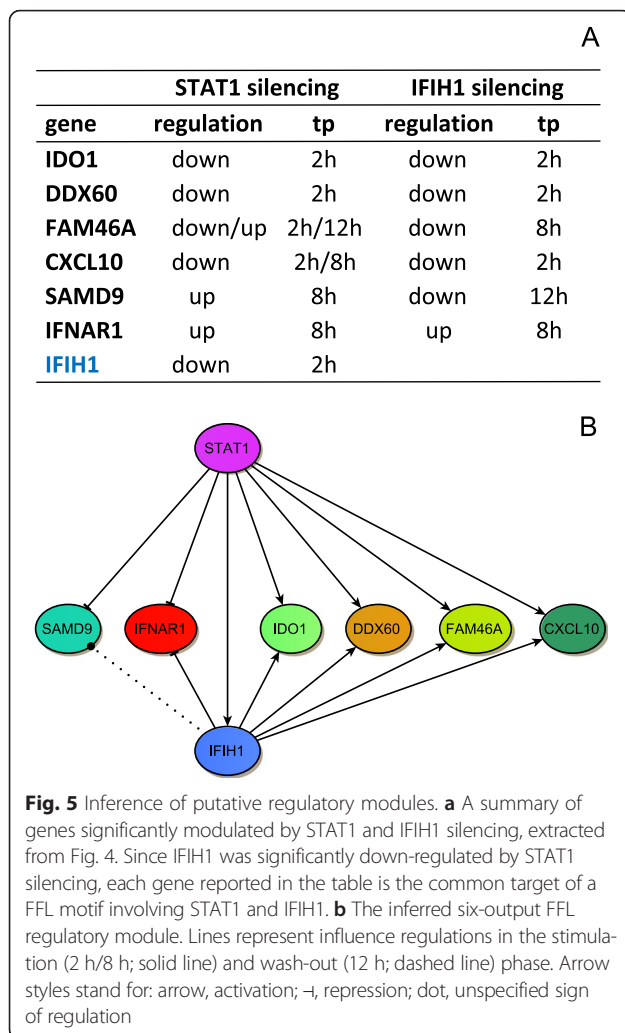 A
STAT1 silencing IFIH1 silencing
gene regulation tp regulation tp
IDO1 down 2h down 2h
DDX60 down 2h down 2h
FAM46A down/up 2h/12h down 8h
CXCL10 down 2h/8h down 2h
SAMD9 up 8h down 12h
IFNAR1 up 8h up 8h
IFIH1 down 2h
B
STAT1
SAMD9 IFNAR1 IDO1 DDX60 FAM46A CXCL10
IFIH1
Fig. 5 Inference of putative regulatory modules. a A summary of
genes significantly modulated by STAT1 and IFIH1 silencing, extracted
from Fig. 4. Since IFIH1 was significantly down-regulated by STAT1
silencing, each gene reported in the table is the common target of a
FFL motif involving STAT1 and IFIH1. b The inferred six-output FFL
regulatory module. Lines represent influence regulations in the stimula-
tion (2 h/8 h; solid line) and wash-out (12 h; dashed line) phase. Arrow
styles stand for: arrow, activation; ⊣, repression; dot, unspecified sign
of regulation